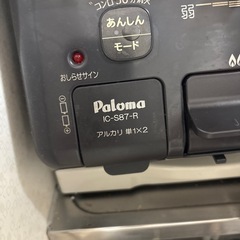 あんしん
モード
おしらせサイン
Paloma
IC-S87-R
アルカリ 単1×2